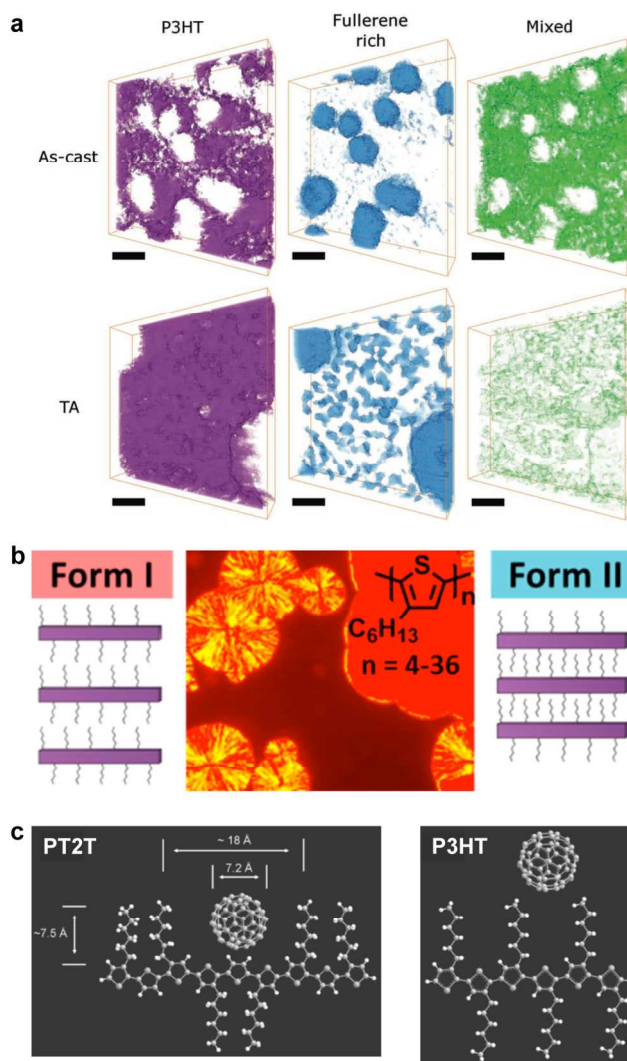 a
P3HT
Fullerene
rich
Mixed
As-cast
TA
b
Form I
S
n
C6H13
n = 4-36
Form II
c
PT2T
~ 18 Å
7.2 Å
~7.5 Å
P3HT